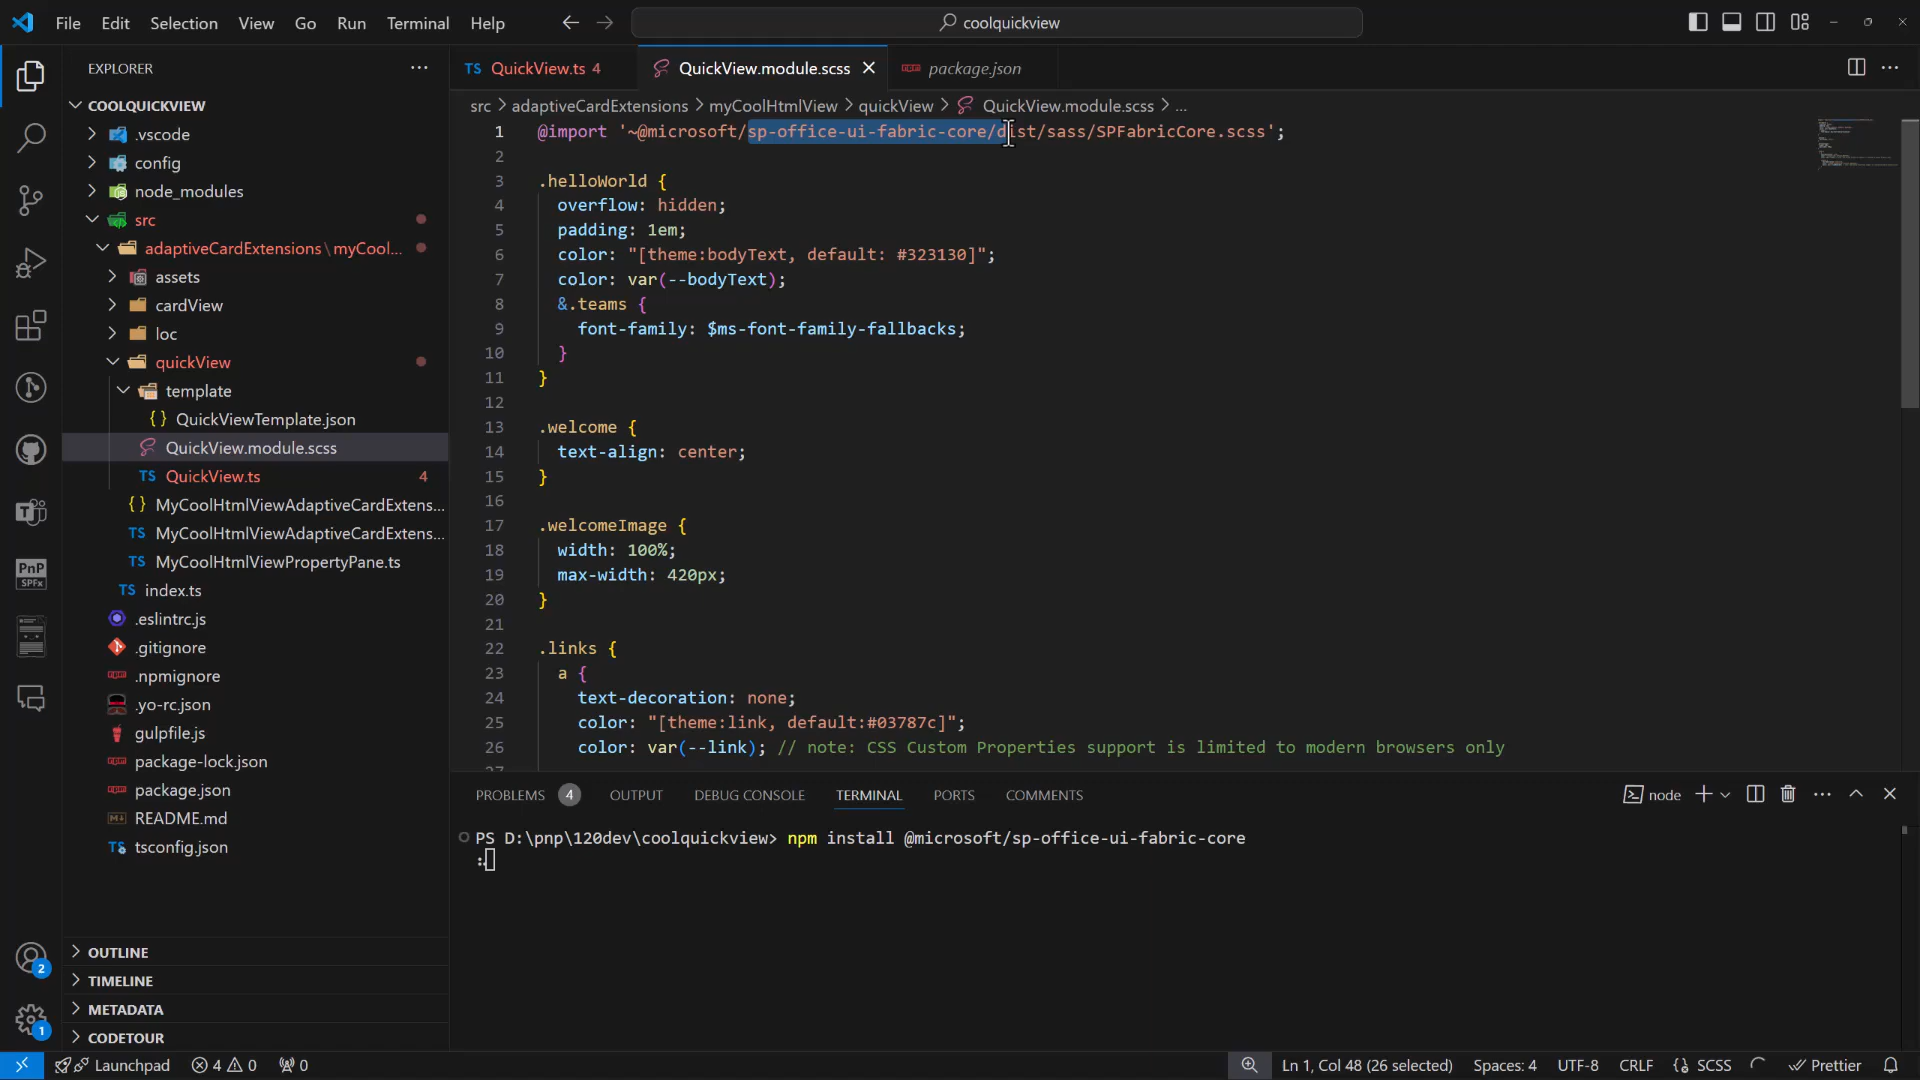 File Edit Selection View Go Run Terminal Help
coolquickview
EXPLORER
COOLQUICKVIEW
.vscode
config
node_modules
src
adaptiveCardExtensions \ myCool...
assets
cardView
loc
quickView
template
{ } QuickViewTemplate.json
QuickView.module.scss
TS QuickView.ts 4
{ } MyCoolHtmlViewAdaptiveCardExtens...
TS MyCoolHtmlViewAdaptiveCardExtens...
TS MyCoolHtmlViewPropertyPane.ts
TS index.ts
.eslintrc.js
.gitignore
.npmignore
.yo-rc.json
gulpfile.js
package-lock.json
package.json
README.md
tsconfig.json
OUTLINE
TIMELINE
METADATA
CODETOUR
PnP
SPFx
2
1
TS QuickView.ts 4
QuickView.module.scss
package.json
src > adaptiveCardExtensions > myCoolHtmlView > quickView > QuickView.module.scss > ...
1 @import '~@microsoft/sp-office-ui-fabric-core/dist/sass/SPFabricCore.scss';
2
3 .helloWorld {
4 overflow: hidden;
5 padding: 1em;
6 color: "[theme:bodyText, default: #323130]";
7 color: var(--bodyText);
8 &.teams {
9 font-family: $ms-font-family-fallbacks;
10 }
11 }
12
13 .welcome {
14 text-align: center;
15 }
16
17 .welcomeImage {
18 width: 100%;
19 max-width: 420px;
20 }
21
22 .links {
23 a {
24 text-decoration: none;
25 color: "[theme:link, default:#03787c]";
26 color: var(--link); // note: CSS Custom Properties support is limited to modern browsers only
27
PROBLEMS 4 OUTPUT DEBUG CONSOLE TERMINAL PORTS COMMENTS
node
PS D:\pnp\120dev\coolquickview> npm install @microsoft/sp-office-ui-fabric-core
Launchpad 4 0 0
Ln 1, Col 48 (26 selected) Spaces: 4 UTF-8 CRLF { } SCSS Prettier